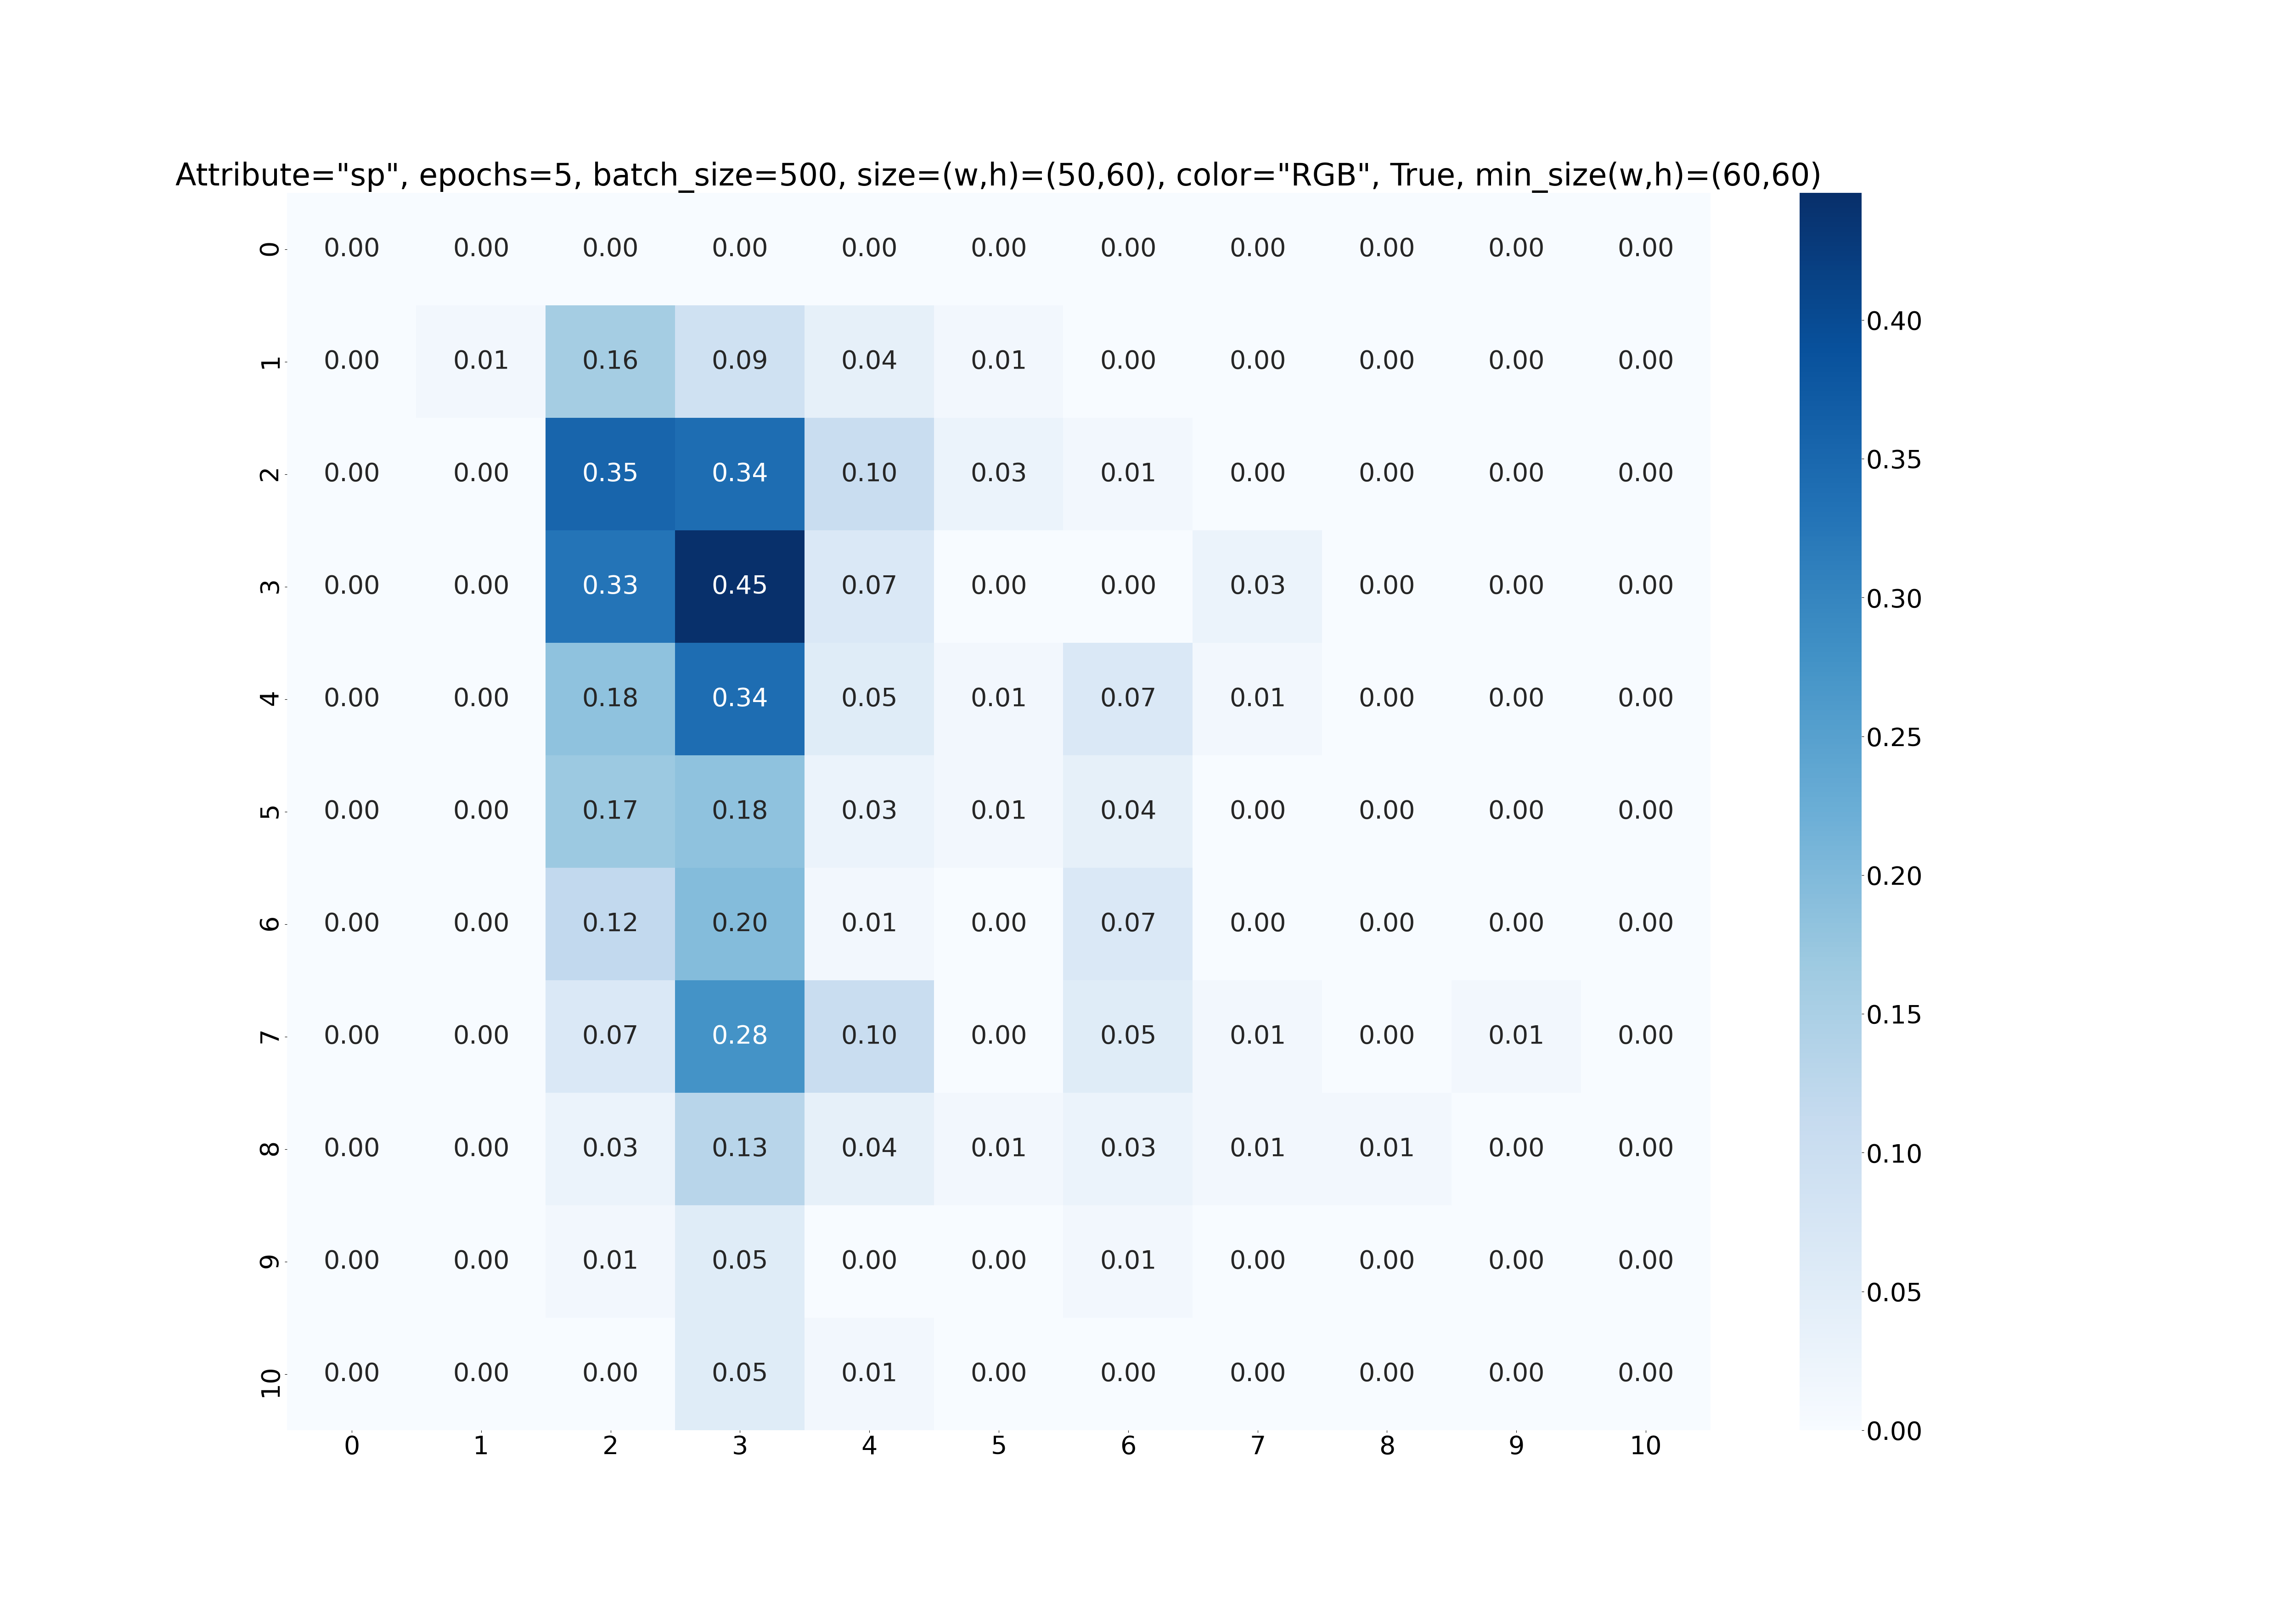 Attribute="sp", epochs=5, batch_size=500, size=(w,h)=(50,60), color="RGB", True, min_size(w,h)=(60,60)
0 0.00 0.00 0.00 0.00 0.00 0.00 0.00 0.00 0.00 0.00 0.00
1 0.00 0.01 0.16 0.09 0.04 0.01 0.00 0.00 0.00 0.00 0.00
2 0.00 0.00 0.35 0.34 0.10 0.03 0.01 0.00 0.00 0.00 0.00
3 0.00 0.00 0.33 0.45 0.07 0.00 0.00 0.03 0.00 0.00 0.00
4 0.00 0.00 0.18 0.34 0.05 0.01 0.07 0.01 0.00 0.00 0.00
5 0.00 0.00 0.17 0.18 0.03 0.01 0.04 0.00 0.00 0.00 0.00
6 0.00 0.00 0.12 0.20 0.01 0.00 0.07 0.00 0.00 0.00 0.00
7 0.00 0.00 0.07 0.28 0.10 0.00 0.05 0.01 0.00 0.01 0.00
8 0.00 0.00 0.03 0.13 0.04 0.01 0.03 0.01 0.01 0.00 0.00
9 0.00 0.00 0.01 0.05 0.00 0.00 0.01 0.00 0.00 0.00 0.00
10 0.00 0.00 0.00 0.05 0.01 0.00 0.00 0.00 0.00 0.00 0.00
0 1 2 3 4 5 6 7 8 9 10
0.40
0.35
0.30
0.25
0.20
0.15
0.10
0.05
0.00